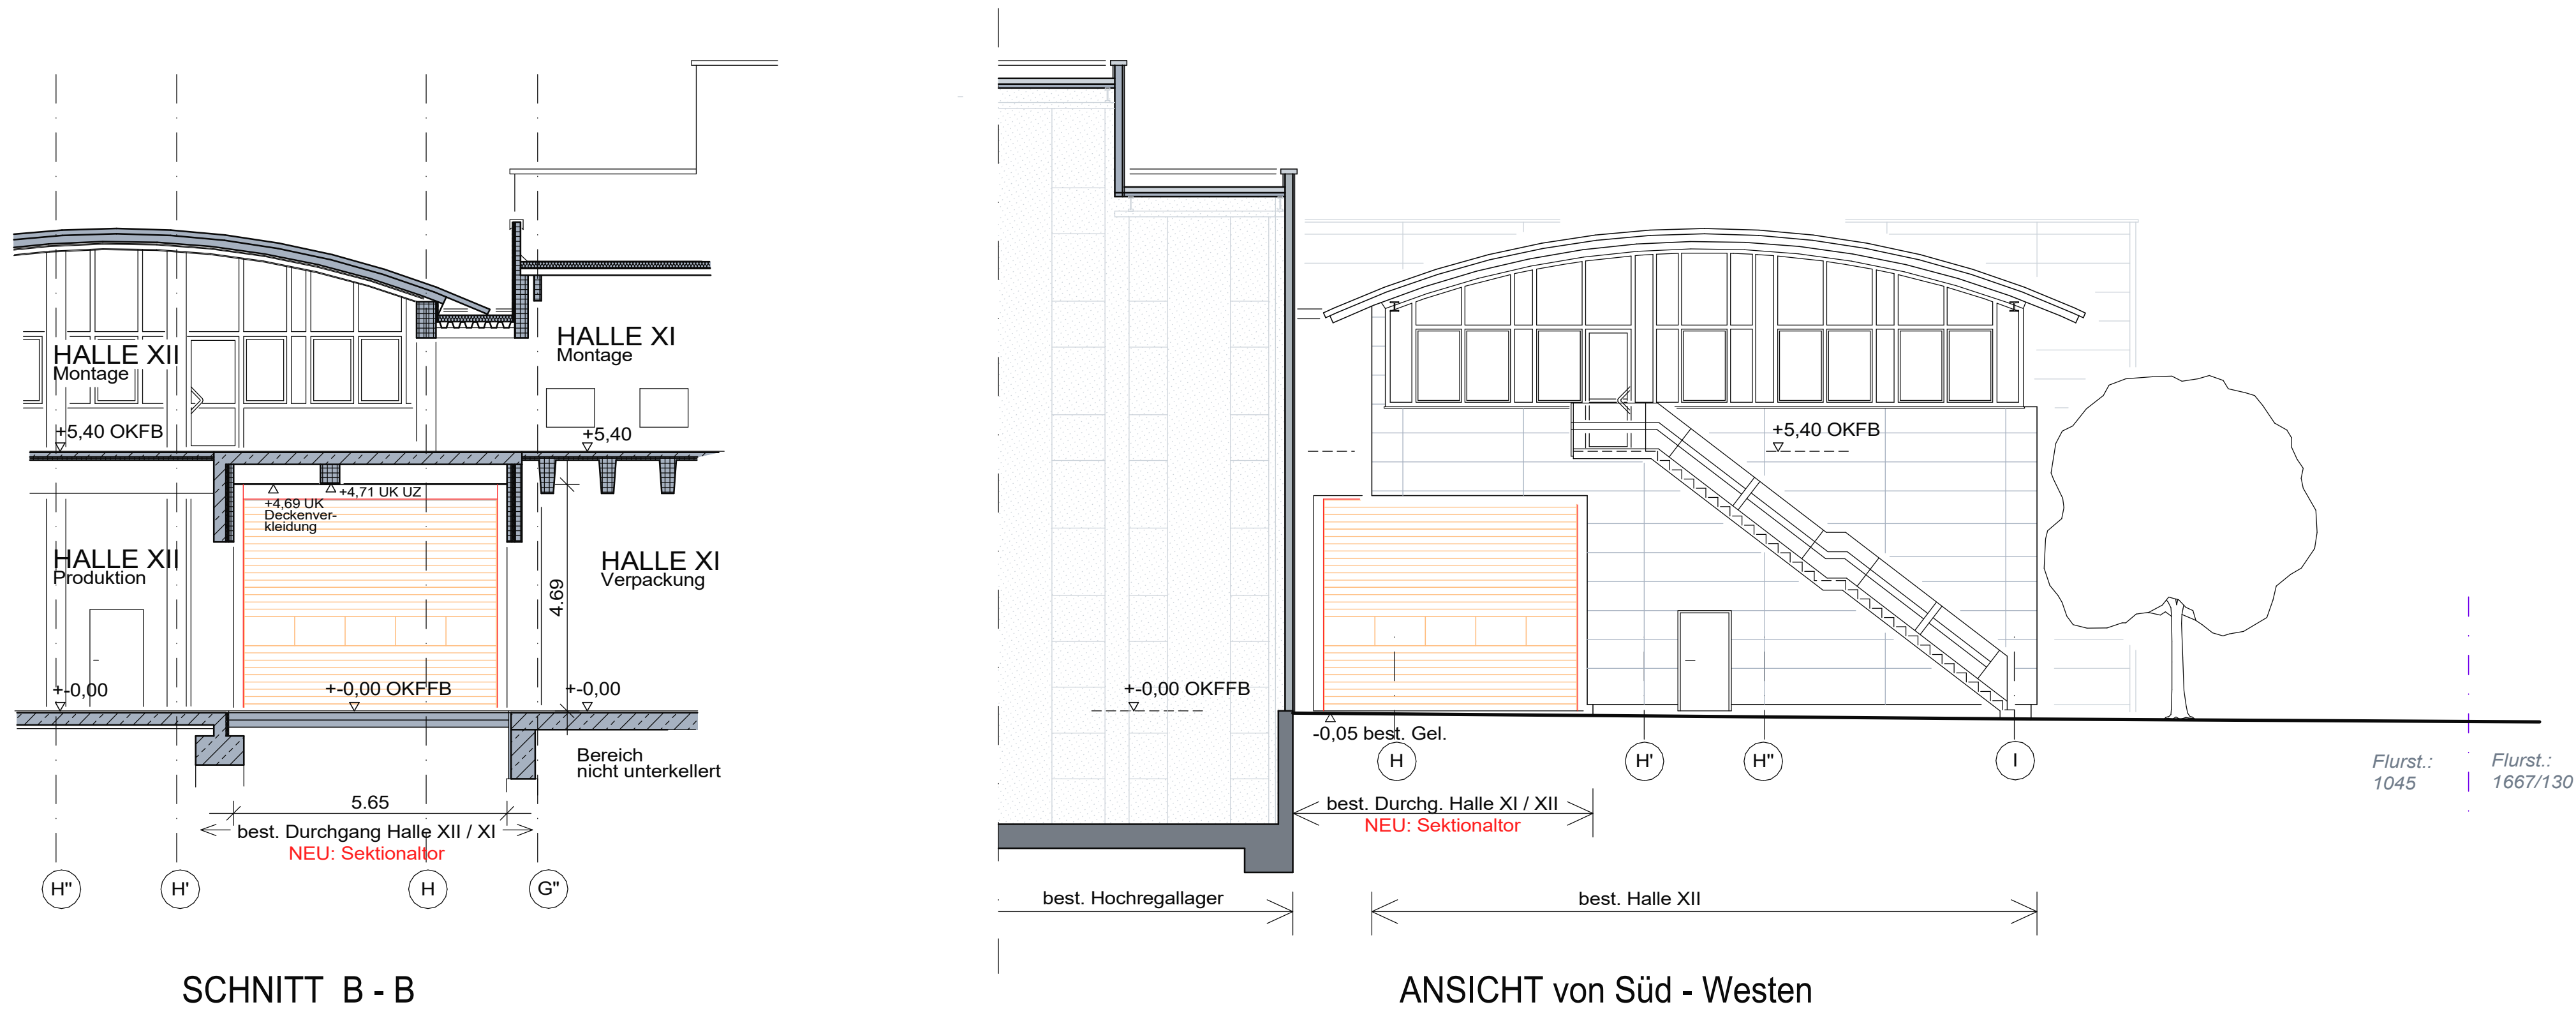 HALLE XII
Montage
+5,40 OKFB
HALLE XI
Montage
+5,40
+4,71 UK UZ
+4,69 UK
Deckenver-
kleidung
HALLE XII
Produktion
HALLE XI
Verpackung
4.69
+-0,00
+-0,00 OKFFB
+-0,00
Bereich
nicht unterkellert
5.65
best. Durchgang Halle XII / XI
NEU: Sektionaltor
H"
H'
H
G"
SCHNITT B - B
+5,40 OKFB
+-0,00 OKFFB
-0,05 best. Gel.
H
H'
H"
I
Flurst.:
1045
Flurst.:
1667/130
best. Durchg. Halle XI / XII
NEU: Sektionaltor
best. Hochregallager
best. Halle XII
ANSICHT von Süd - Westen